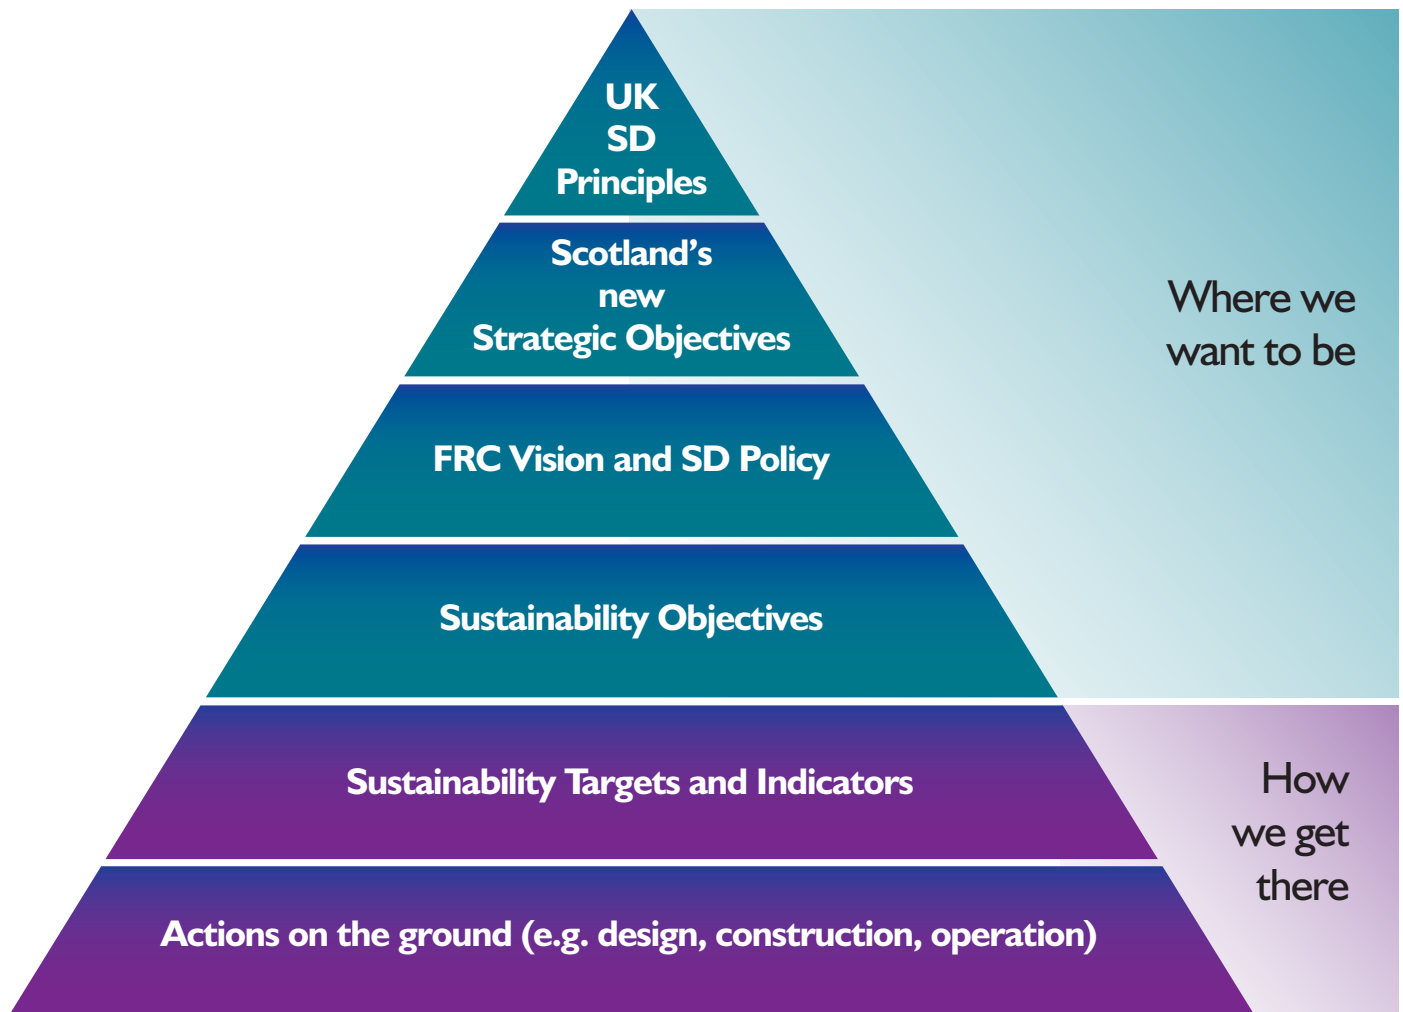 UK
SD
Principles
Scotland’s
new
Strategic Objectives
Where we
want to be
FRC Vision and SD Policy
Sustainability Objectives
Sustainability Targets and Indicators
How
we get
there
Actions on the ground (e.g. design, construction, operation)